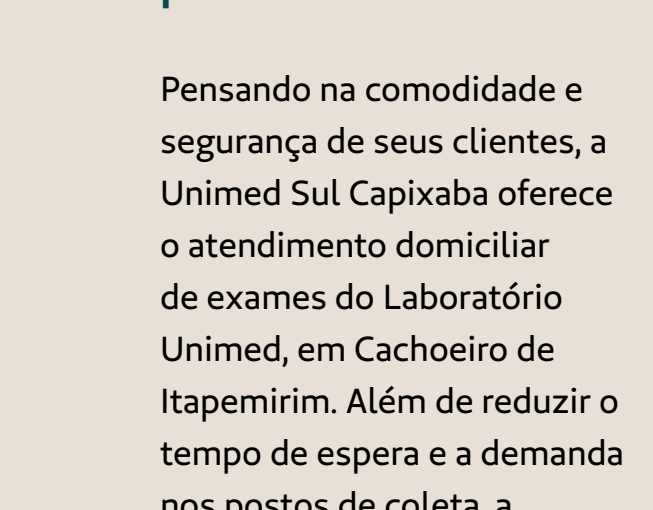 Pensando na comodidade e
segurança de seus clientes, a
Unimed Sul Capixaba oferece
o atendimento domiciliar
de exames do Laboratório
Unimed, em Cachoeiro de
Itapemirim. Além de reduzir o
tempo de espera e a demanda
nos postos de coleta, a